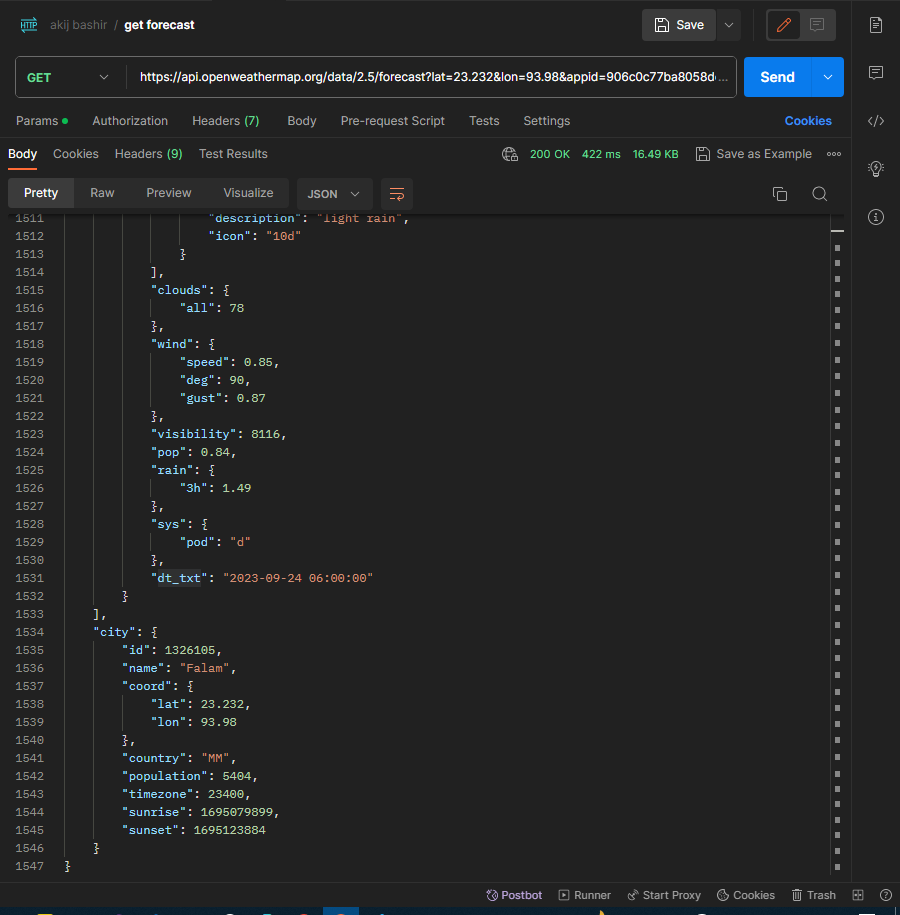 HTTP akij bashir / get forecast Save
GET https://api.openweathermap.org/data/2.5/forecast?lat=23.232&lon=93.98&appid=906c0c77ba8058d… Send
Params Authorization Headers (7) Body Pre-request Script Tests Settings Cookies
Body Cookies Headers (9) Test Results 200 OK 422 ms 16.49 KB Save as Example
Pretty Raw Preview Visualize JSON
1511 "description": "light rain",
1512 "icon": "10d"
1513 }
1514 ],
1515 "clouds": {
1516 "all": 78
1517 },
1518 "wind": {
1519 "speed": 0.85,
1520 "deg": 90,
1521 "gust": 0.87
1522 },
1523 "visibility": 8116,
1524 "pop": 0.84,
1525 "rain": {
1526 "3h": 1.49
1527 },
1528 "sys": {
1529 "pod": "d"
1530 },
1531 "dt_txt": "2023-09-24 06:00:00"
1532 }
1533 ],
1534 "city": {
1535 "id": 1326105,
1536 "name": "Falam",
1537 "coord": {
1538 "lat": 23.232,
1539 "lon": 93.98
1540 },
1541 "country": "MM",
1542 "population": 5404,
1543 "timezone": 23400,
1544 "sunrise": 1695079899,
1545 "sunset": 1695123884
1546 }
1547 }
Postbot Runner Start Proxy Cookies Trash